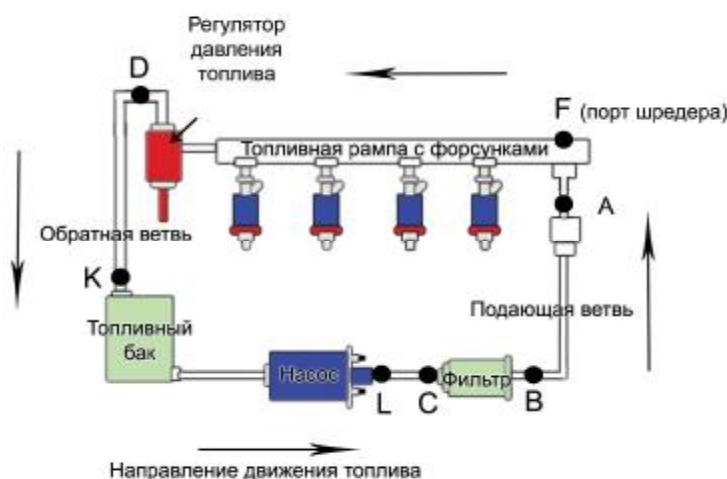 Регулятор
давления
топлива
D
F (порт шредера)
Топливная рампа с форсунками
A
Обратная ветвь
K
Подающая ветвь
Топливный
бак
Насос
Фильтр
L
C
B
Направление движения топлива